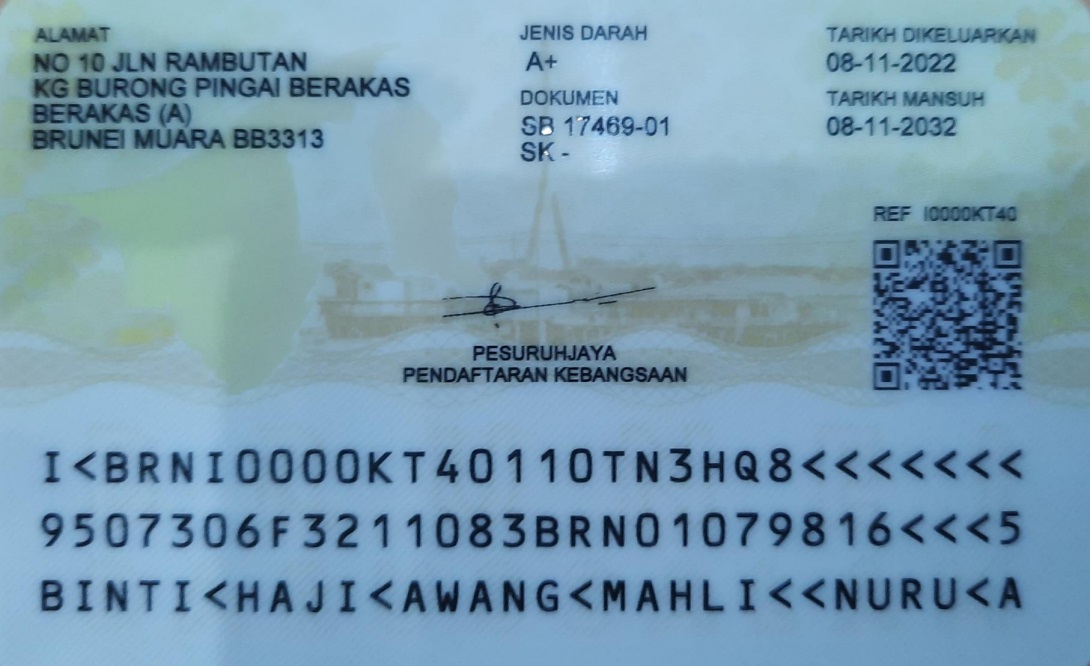 ALAMAT
NO 10 JLN RAMBUTAN
KG BURONG PINGAI BERAKAS
BERAKAS (A)
BRUNEI MUARA BB3313
JENIS DARAH
A+
DOKUMEN
SB 17469-01
SK -
TARIKH DIKELUARKAN
08-11-2022
TARIKH MANSUH
08-11-2032
REF I0000KT40
PESURUHJAYA
PENDAFTARAN KEBANGSAAN
I<BRNI0000KT40110TN3HQ8<<<<<<<
9507306F3211083BRN01079816<<<5
BINTI<HAJI<AWANG<MAHLI<<NURU<A